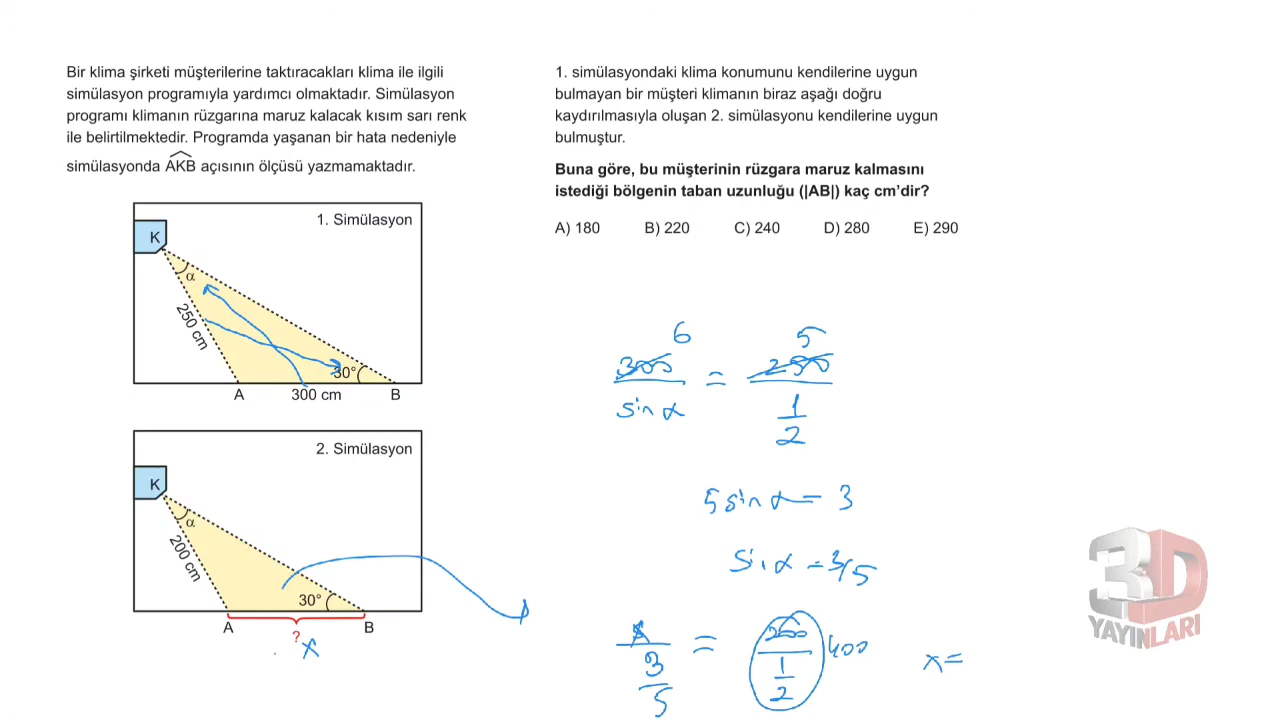 Bir klima şirketi müşterilerine taktıracakları klima ile ilgili
simülasyon programıyla yardımcı olmaktadır. Simülasyon
programı klimanın rüzgarına maruz kalacak kısım sarı renk
ile belirtilmektedir. Programda yaşanan bir hata nedeniyle
simülasyonda AKB açısının ölçüsü yazmamaktadır.
1. Simülasyon
K
α
250 cm
30°
A
300 cm
B
2. Simülasyon
K
α
200 cm
30°
A
?
B
x
1. simülasyondaki klima konumunu kendilerine uygun
bulmayan bir müşteri klimanın biraz aşağı doğru
kaydırılmasıyla oluşan 2. simülasyonu kendilerine uygun
bulmuştur.
Buna göre, bu müşterinin rüzgara maruz kalmasını
istediği bölgenin taban uzunluğu (|AB|) kaç cm'dir?
A) 180 B) 220 C) 240 D) 280 E) 290
6 5
300 = 250
sin α 1
2
5 sin α = 3
sin α = 3/5
x = 200 400
3 1
5 2
x =
3D
YAYINLARI